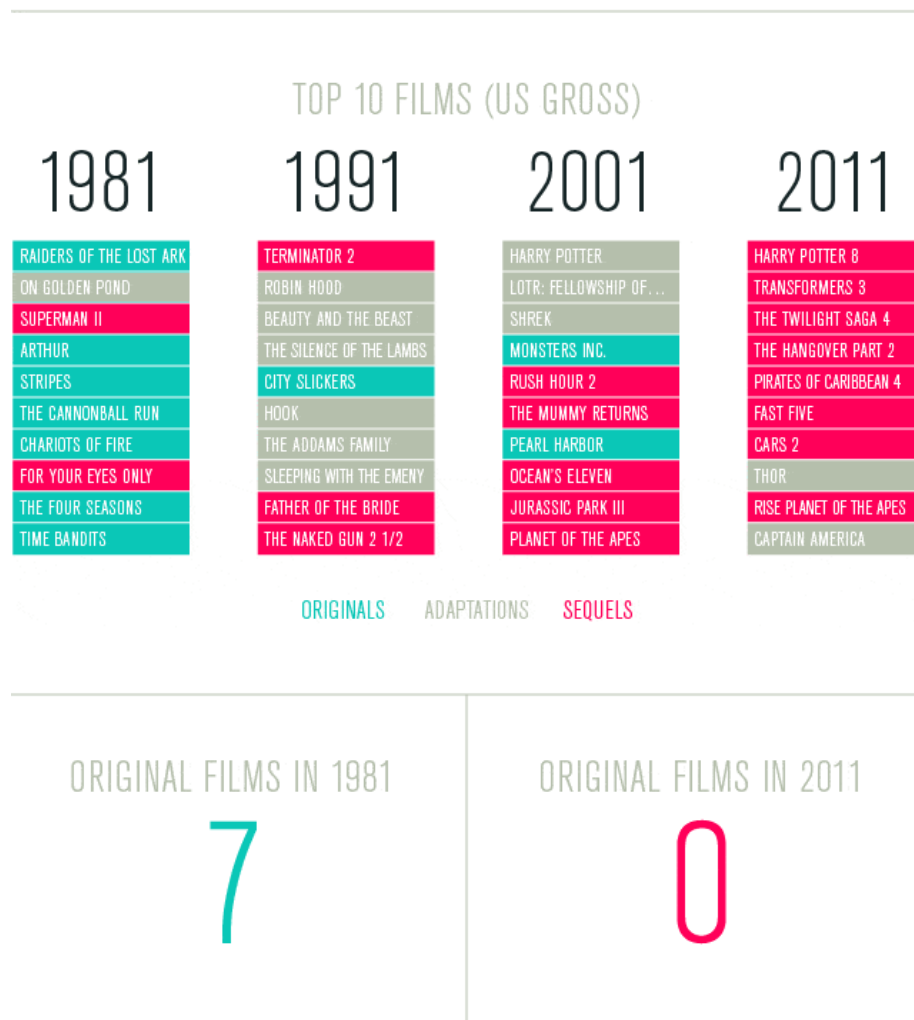 TOP 10 FILMS (US GROSS)
1981
RAIDERS OF THE LOST ARK
ON GOLDEN POND
SUPERMAN II
ARTHUR
STRIPES
THE CANNONBALL RUN
CHARIOTS OF FIRE
FOR YOUR EYES ONLY
THE FOUR SEASONS
TIME BANDITS
1991
TERMINATOR 2
ROBIN HOOD
BEAUTY AND THE BEAST
THE SILENCE OF THE LAMBS
CITY SLICKERS
HOOK
THE ADDAMS FAMILY
SLEEPING WITH THE EMENY
FATHER OF THE BRIDE
THE NAKED GUN 2 1/2
2001
HARRY POTTER
LOTR: FELLOWSHIP OF...
SHREK
MONSTERS INC.
RUSH HOUR 2
THE MUMMY RETURNS
PEARL HARBOR
OCEAN'S ELEVEN
JURASSIC PARK III
PLANET OF THE APES
2011
HARRY POTTER 8
TRANSFORMERS 3
THE TWILIGHT SAGA 4
THE HANGOVER PART 2
PIRATES OF CARIBBEAN 4
FAST FIVE
CARS 2
THOR
RISE PLANET OF THE APES
CAPTAIN AMERICA
ORIGINALS ADAPTATIONS SEQUELS
ORIGINAL FILMS IN 1981
7
ORIGINAL FILMS IN 2011
0